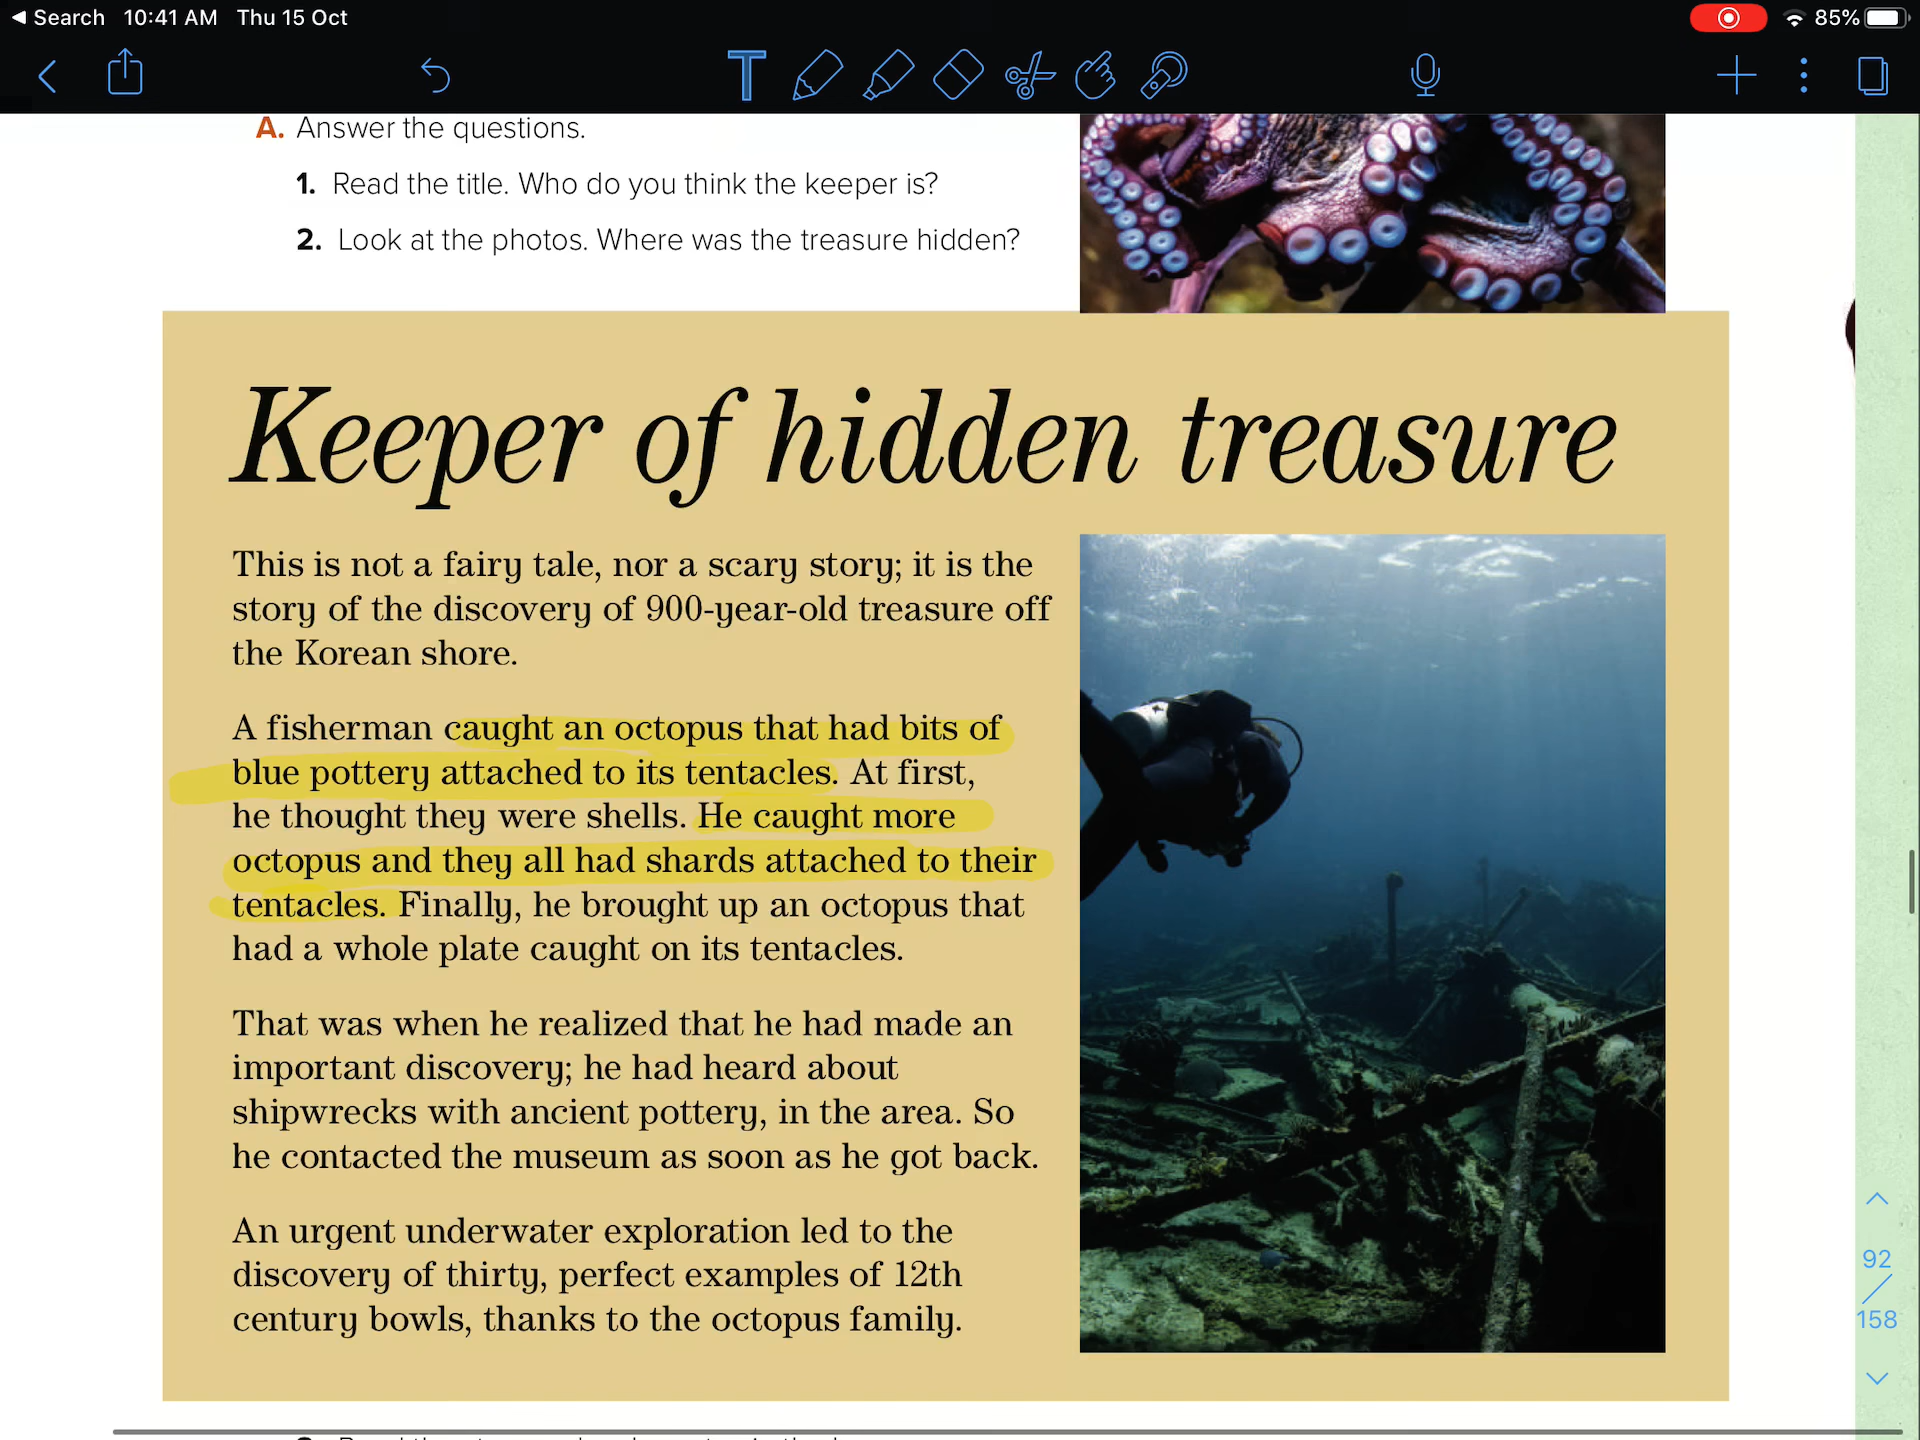 Search 10:41 AM Thu 15 Oct
85%
A. Answer the questions.
1. Read the title. Who do you think the keeper is?
2. Look at the photos. Where was the treasure hidden?
Keeper of hidden treasure
This is not a fairy tale, nor a scary story; it is the
story of the discovery of 900-year-old treasure off
the Korean shore.
A fisherman caught an octopus that had bits of
blue pottery attached to its tentacles. At first,
he thought they were shells. He caught more
octopus and they all had shards attached to their
tentacles. Finally, he brought up an octopus that
had a whole plate caught on its tentacles.
That was when he realized that he had made an
important discovery; he had heard about
shipwrecks with ancient pottery, in the area. So
he contacted the museum as soon as he got back.
An urgent underwater exploration led to the
discovery of thirty, perfect examples of 12th
century bowls, thanks to the octopus family.
92
/
158